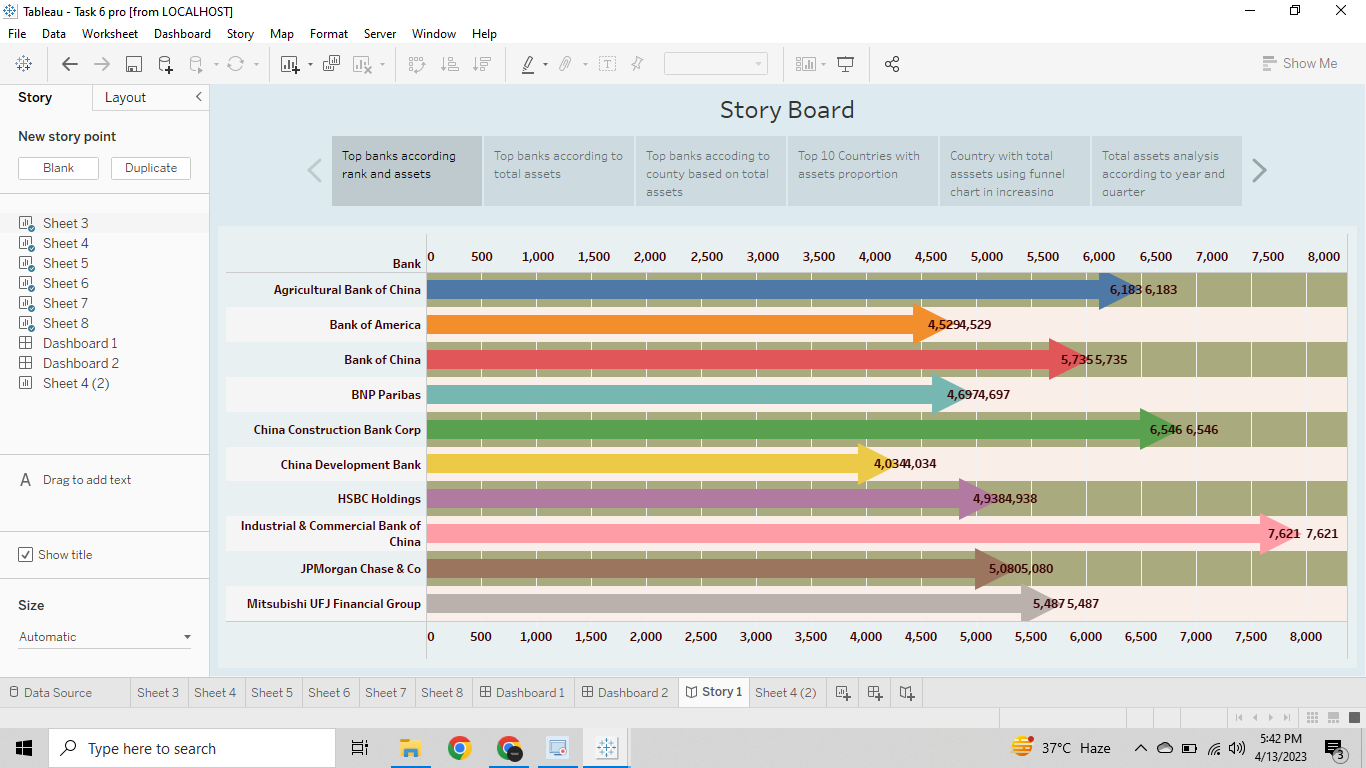 Tableau - Task 6 pro [from LOCALHOST]
File Data Worksheet Dashboard Story Map Format Server Window Help
Show Me
Story Layout
New story point
Blank Duplicate
Sheet 3
Sheet 4
Sheet 5
Sheet 6
Sheet 7
Sheet 8
Dashboard 1
Dashboard 2
Sheet 4 (2)
A Drag to add text
Show title
Size
Automatic
Story Board
Top banks according
rank and assets
Top banks according to
total assets
Top banks accoding to
county based on total
assets
Top 10 Countries with
assets proportion
Country with total
asssets using funnel
chart in increasing
Total assets analysis
according to year and
quarter
Bank 0 500 1,000 1,500 2,000 2,500 3,000 3,500 4,000 4,500 5,000 5,500 6,000 6,500 7,000 7,500 8,000
Agricultural Bank of China 6,183 6,183
Bank of America 4,529 4,529
Bank of China 5,735 5,735
BNP Paribas 4,697 4,697
China Construction Bank Corp 6,546 6,546
China Development Bank 4,034 4,034
HSBC Holdings 4,938 4,938
Industrial & Commercial Bank of
China 7,621 7,621
JPMorgan Chase & Co 5,080 5,080
Mitsubishi UFJ Financial Group 5,487 5,487
0 500 1,000 1,500 2,000 2,500 3,000 3,500 4,000 4,500 5,000 5,500 6,000 6,500 7,000 7,500 8,000
Data Source Sheet 3 Sheet 4 Sheet 5 Sheet 6 Sheet 7 Sheet 8 Dashboard 1 Dashboard 2 Story 1 Sheet 4 (2)
Type here to search
37°C Haze
5:42 PM
4/13/2023
3